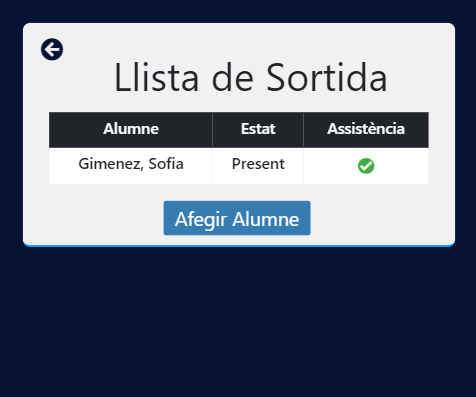 Llista de Sortida
Alumne Estat Assistència
Gimenez, Sofia Present
Afegir Alumne